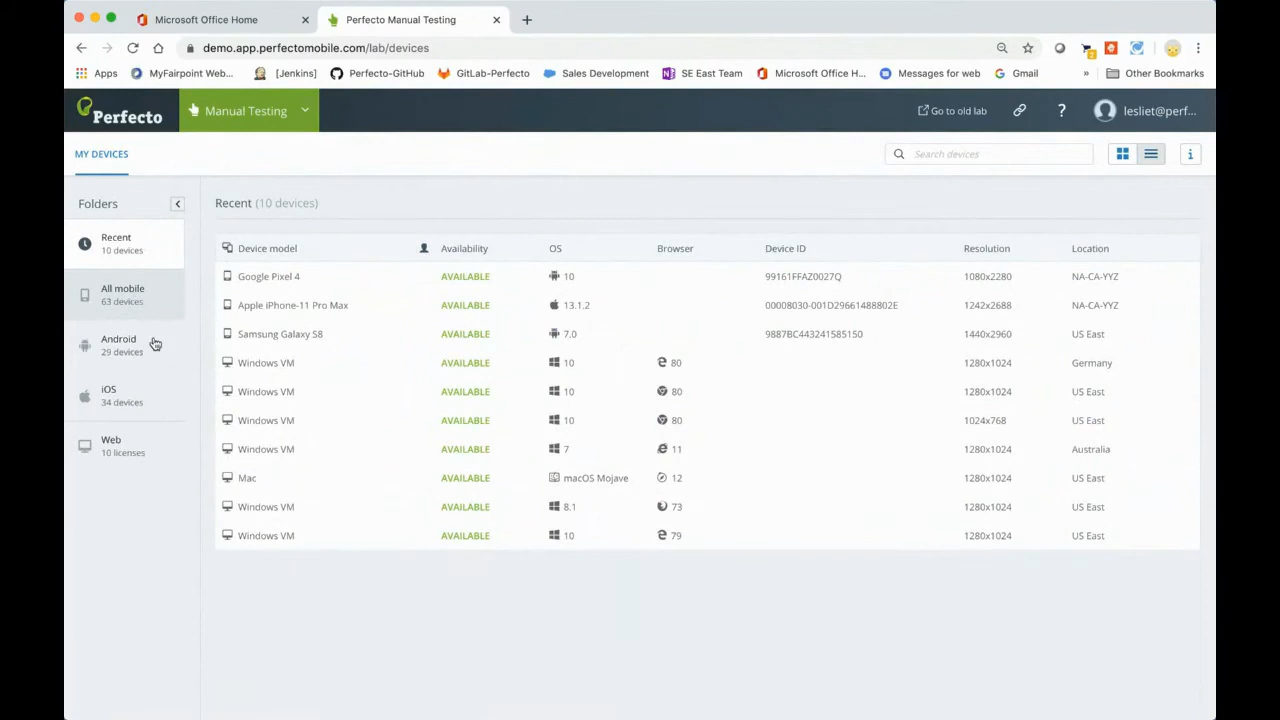 Microsoft Office Home
Perfecto Manual Testing
demo.app.perfectomobile.com/lab/devices
Apps MyFairpoint Web... [Jenkins] Perfecto-GitHub GitLab-Perfecto Sales Development SE East Team Microsoft Office H... Messages for web Gmail » Other Bookmarks
Perfecto Manual Testing Go to old lab ? lesliet@perf...
MY DEVICES Search devices
Folders
Recent
10 devices
All mobile
63 devices
Android
29 devices
iOS
34 devices
Web
10 licenses
Recent (10 devices)
Device model Availability OS Browser Device ID Resolution Location
Google Pixel 4 AVAILABLE 10 99161FFAZ0027Q 1080x2280 NA-CA-YYZ
Apple iPhone-11 Pro Max AVAILABLE 13.1.2 00008030-001D29661488802E 1242x2688 NA-CA-YYZ
Samsung Galaxy S8 AVAILABLE 7.0 9887BC443241585150 1440x2960 US East
Windows VM AVAILABLE 10 80 1280x1024 Germany
Windows VM AVAILABLE 10 80 1280x1024 US East
Windows VM AVAILABLE 10 80 1024x768 US East
Windows VM AVAILABLE 7 11 1280x1024 Australia
Mac AVAILABLE macOS Mojave 12 1280x1024 US East
Windows VM AVAILABLE 8.1 73 1280x1024 US East
Windows VM AVAILABLE 10 79 1280x1024 US East